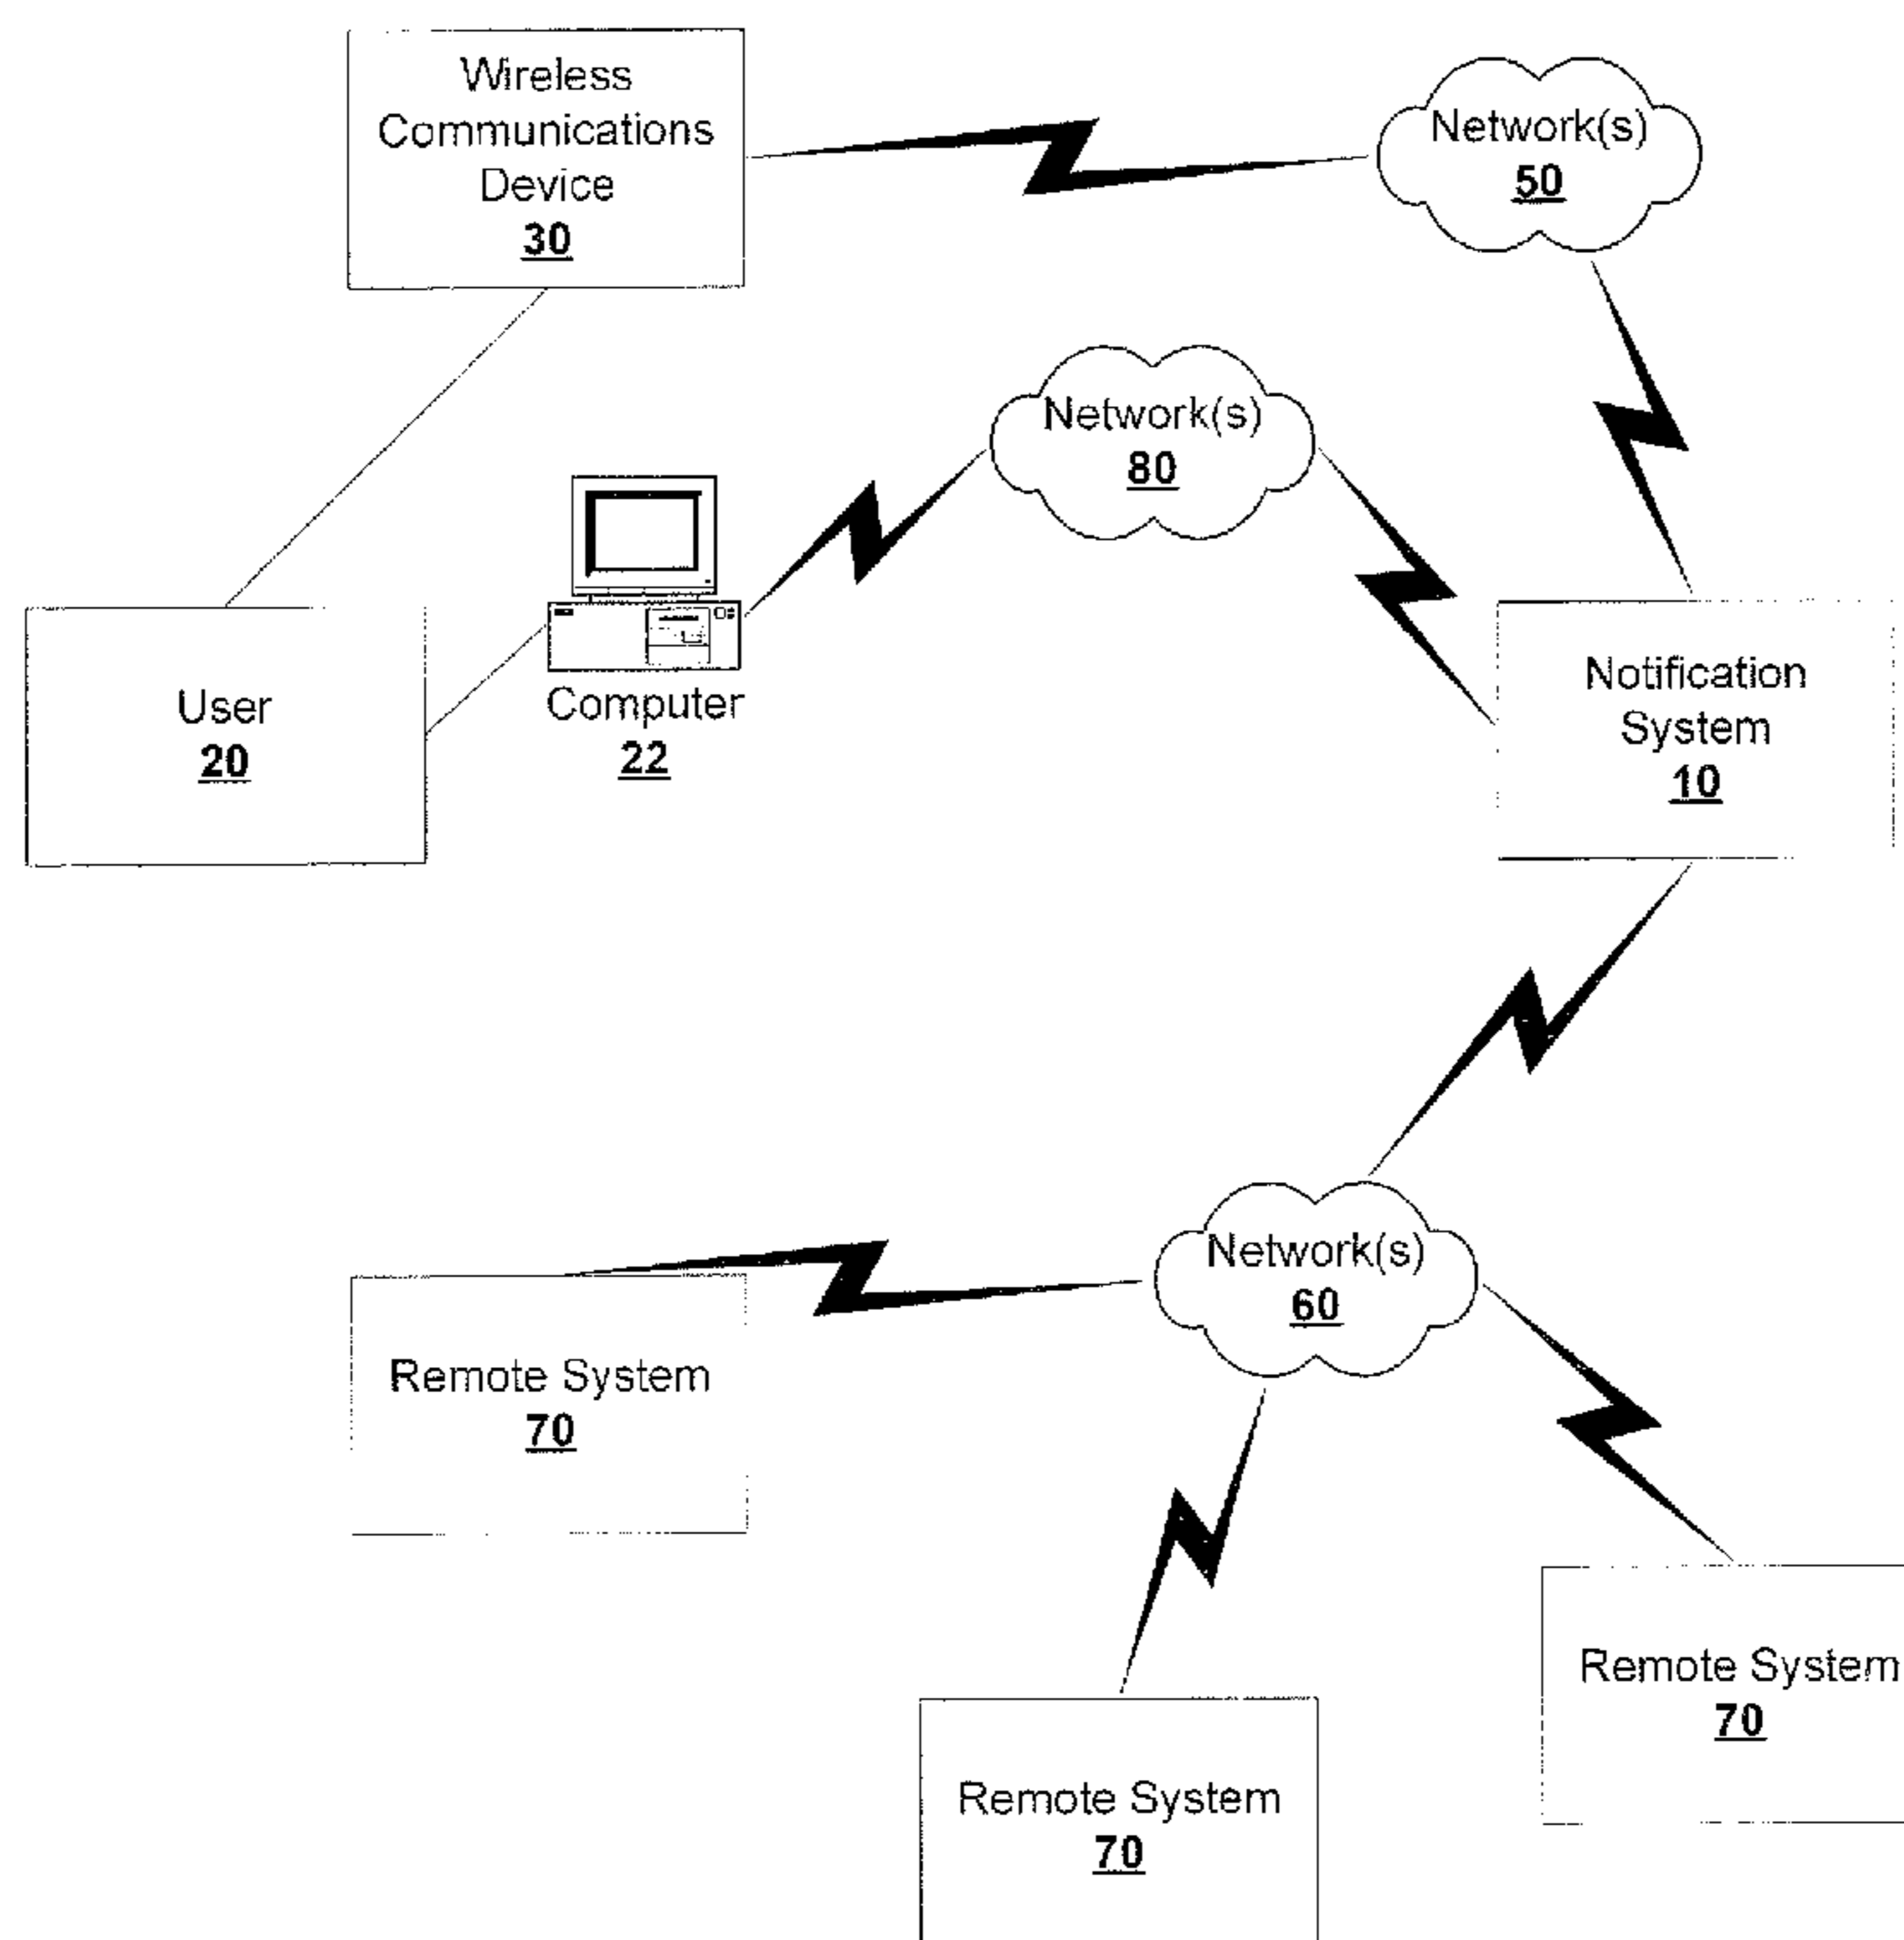 Wireless
Communications
Device
30
Network(s)
50
Network(s)
80
User
20
Computer
22
Notification
System
10
Network(s)
60
Remote System
70
Remote System
70
Remote System
70